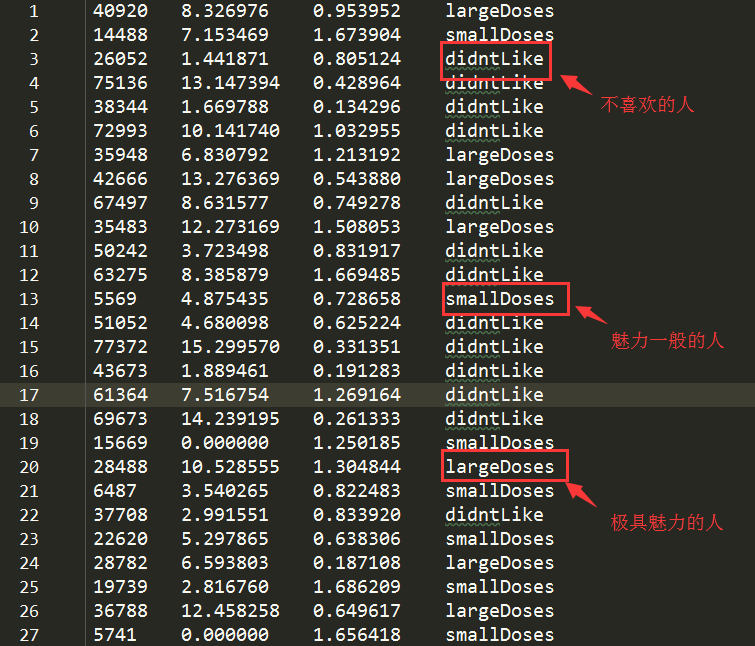 1 40920 8.326976 0.953952 largeDoses
2 14488 7.153469 1.673904 smallDoses
3 26052 1.441871 0.805124 didntLike
4 75136 13.147394 0.428964 didntLike
不喜欢的人
5 38344 1.669788 0.134296 didntLike
6 72993 10.141740 1.032955 didntLike
7 35948 6.830792 1.213192 largeDoses
8 42666 13.276369 0.543880 largeDoses
9 67497 8.631577 0.749278 didntLike
10 35483 12.273169 1.508053 largeDoses
11 50242 3.723498 0.831917 didntLike
12 63275 8.385879 1.669485 didntLike
13 5569 4.875435 0.728658 smallDoses
14 51052 4.680098 0.625224 didntLike
魅力一般的人
15 77372 15.299570 0.331351 didntLike
16 43673 1.889461 0.191283 didntLike
17 61364 7.516754 1.269164 didntLike
18 69673 14.239195 0.261333 didntLike
19 15669 0.000000 1.250185 smallDoses
20 28488 10.528555 1.304844 largeDoses
21 6487 3.540265 0.822483 smallDoses
22 37708 2.991551 0.833920 didntLike
极具魅力的人
23 22620 5.297865 0.638306 smallDoses
24 28782 6.593803 0.187108 largeDoses
25 19739 2.816760 1.686209 smallDoses
26 36788 12.458258 0.649617 largeDoses
27 5741 0.000000 1.656418 smallDoses